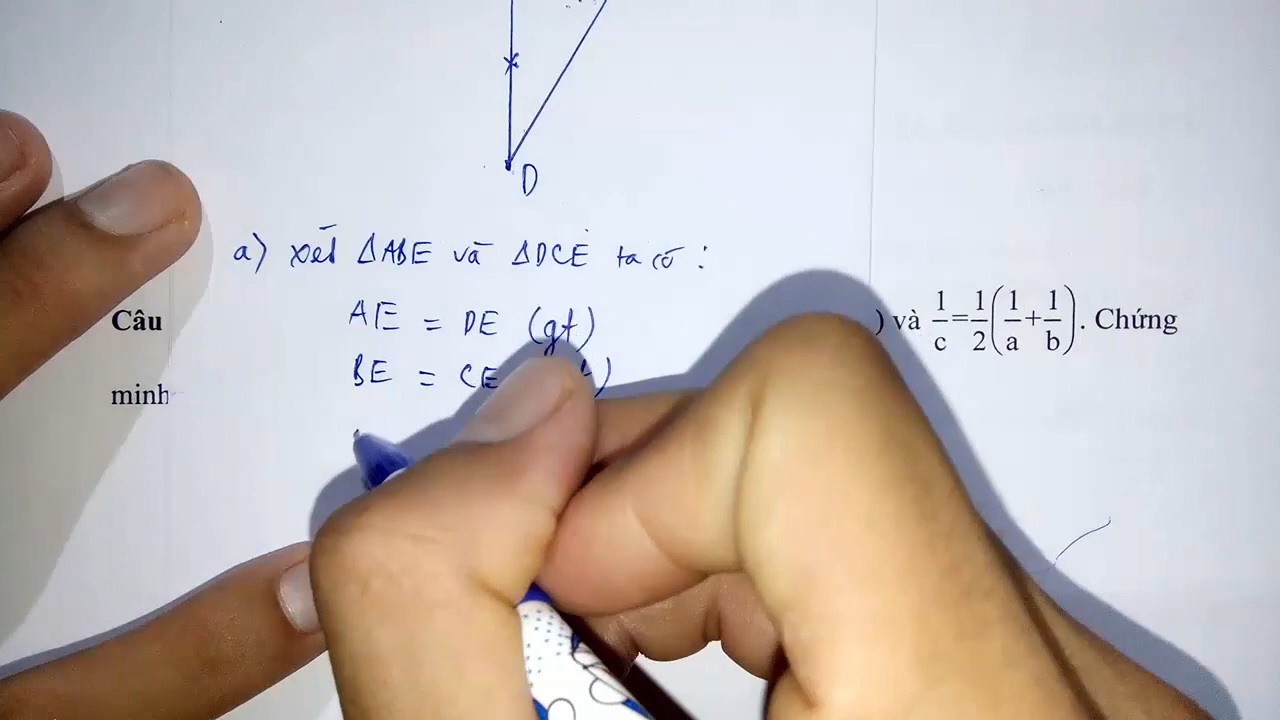 D
a) xét ΔABE và ΔDCE ta có :
AE = DE (gt)
BE = CE
Câu ) và 1/c=1/2(1/a+1/b). Chứng
minh